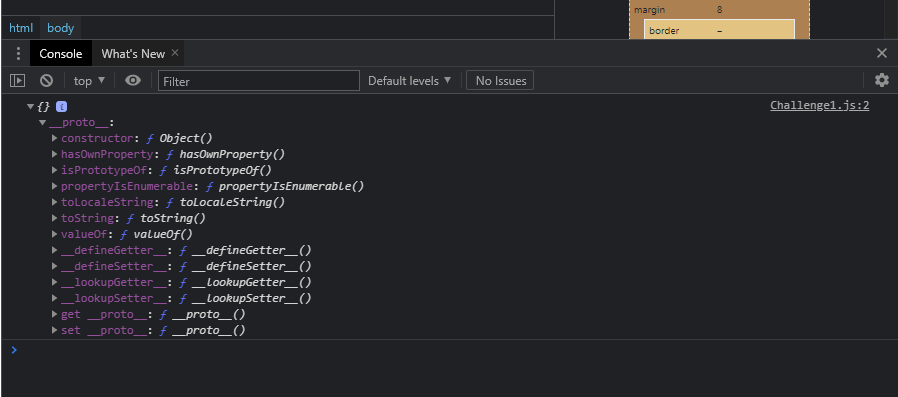 margin 8
html body
border –
Console What's New ×
top ▼ Filter Default levels ▼ No Issues
▼{} i Challenge1.js:2
▼__proto__:
▶constructor: ƒ Object()
▶hasOwnProperty: ƒ hasOwnProperty()
▶isPrototypeOf: ƒ isPrototypeOf()
▶propertyIsEnumerable: ƒ propertyIsEnumerable()
▶toLocaleString: ƒ toLocaleString()
▶toString: ƒ toString()
▶valueOf: ƒ valueOf()
▶__defineGetter__: ƒ __defineGetter__()
▶__defineSetter__: ƒ __defineSetter__()
▶__lookupGetter__: ƒ __lookupGetter__()
▶__lookupSetter__: ƒ __lookupSetter__()
▶get __proto__: ƒ __proto__()
▶set __proto__: ƒ __proto__()
>